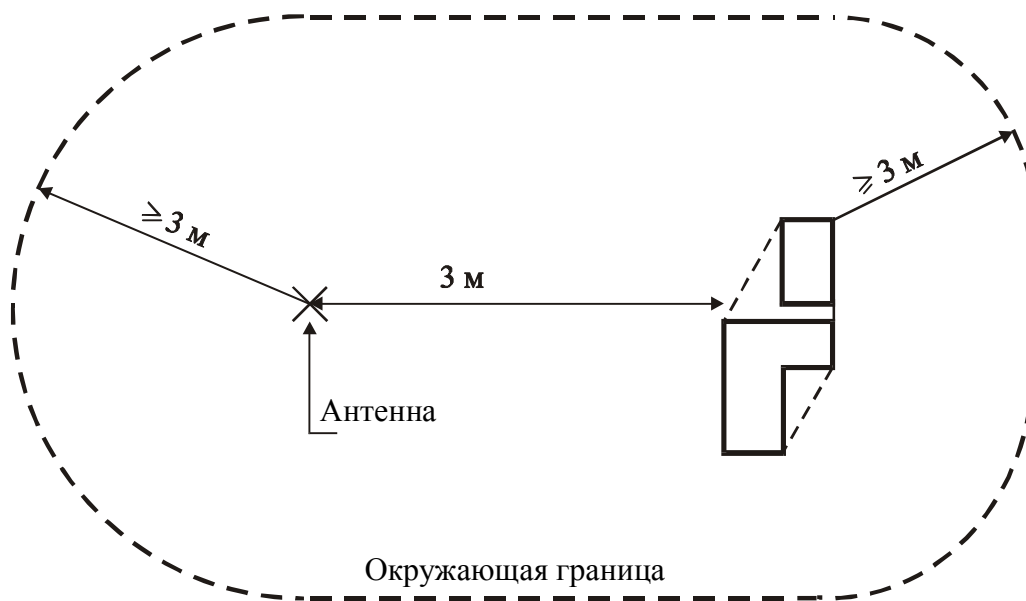 ⩾ 3 м
⩾ 3 м
3 м
Антенна
Окружающая граница